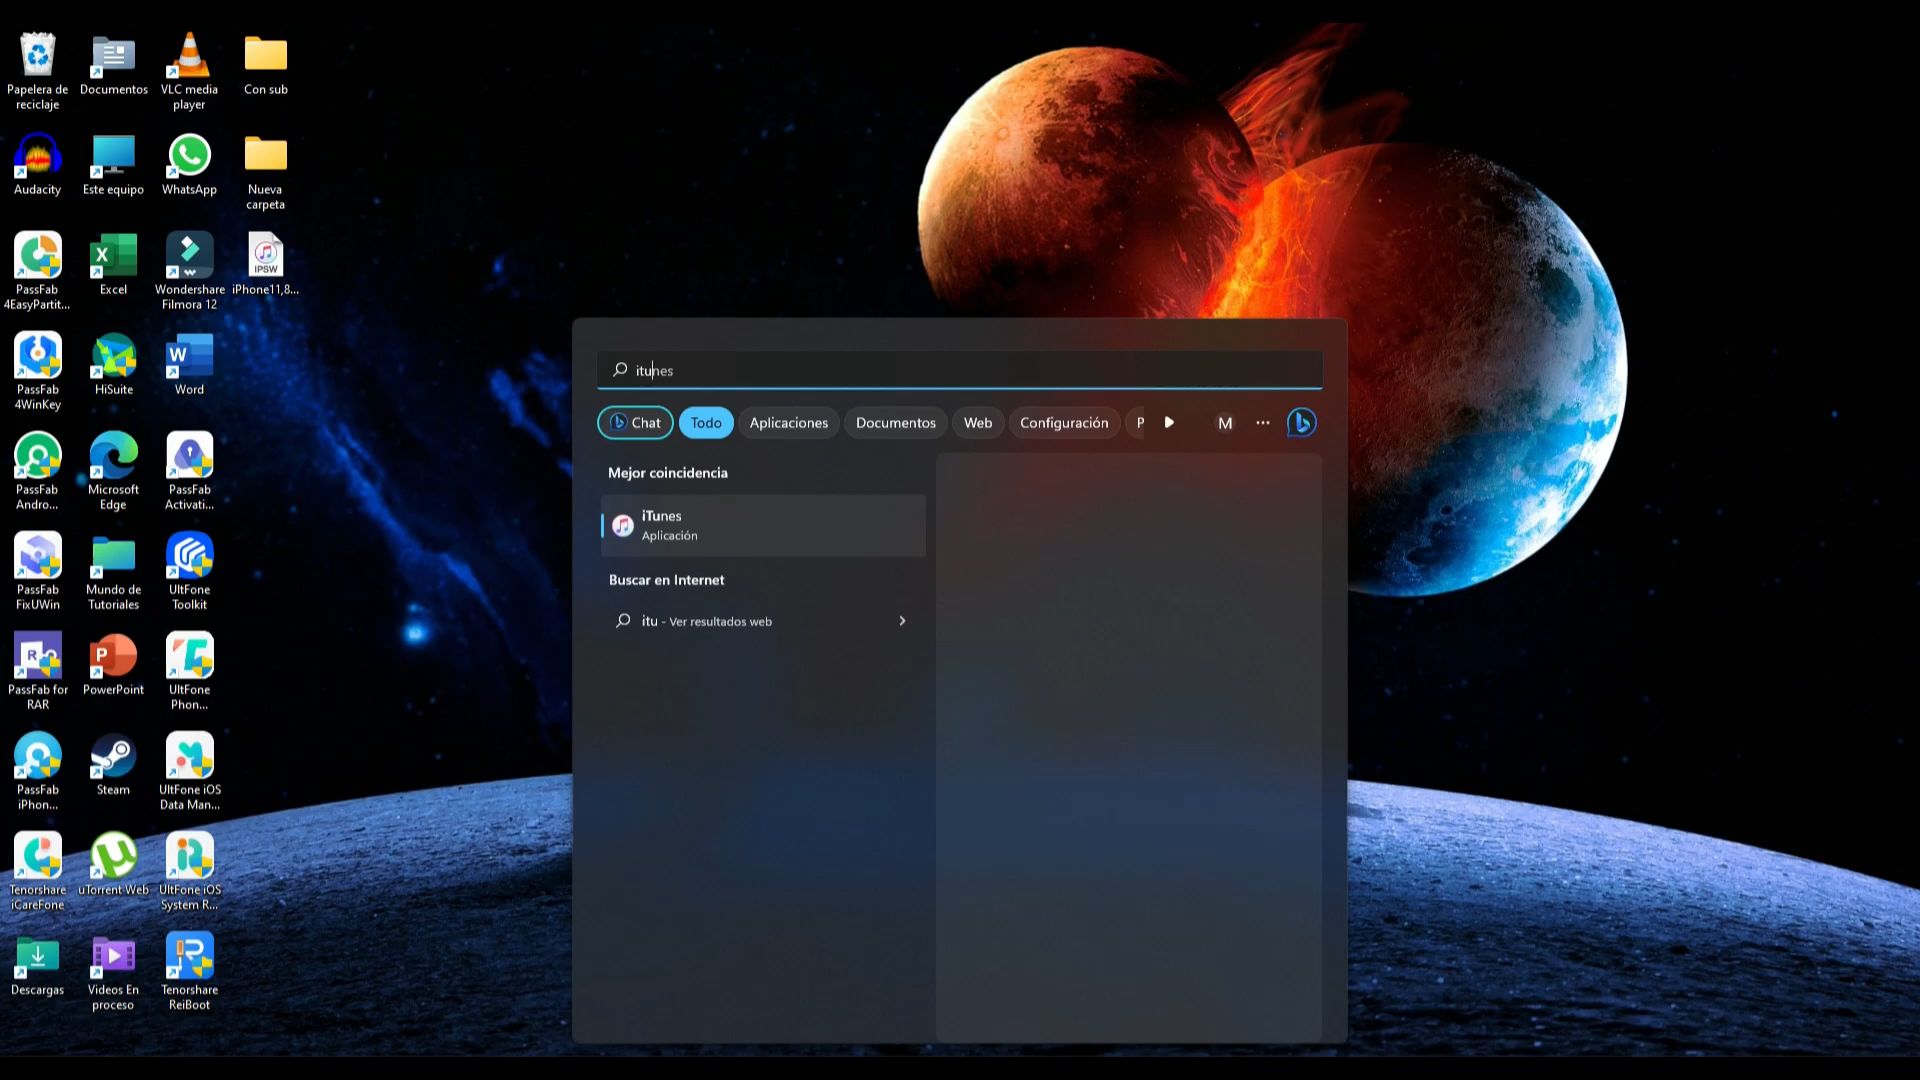 Papelera de
reciclaje
Documentos
VLC media
player
Con sub
Audacity
Este equipo
WhatsApp
Nueva
carpeta
PassFab
4EasyPartit...
X
Excel
Wondershare
Filmora 12
IPSW
iPhone11,8...
PassFab
4WinKey
HiSuite
W
Word
PassFab
Andro...
Microsoft
Edge
PassFab
Activati...
PassFab
FixUWin
Mundo de
Tutoriales
UltFone
Toolkit
PassFab for
RAR
P
PowerPoint
UltFone
Phon...
PassFab
iPhon...
Steam
UltFone iOS
Data Man...
Tenorshare
iCareFone
uTorrent Web
UltFone iOS
System R...
Descargas
Videos En
proceso
Tenorshare
ReiBoot
itunes
Chat
Todo
Aplicaciones
Documentos
Web
Configuración
P
M
Mejor coincidencia
iTunes
Aplicación
Buscar en Internet
itu - Ver resultados web